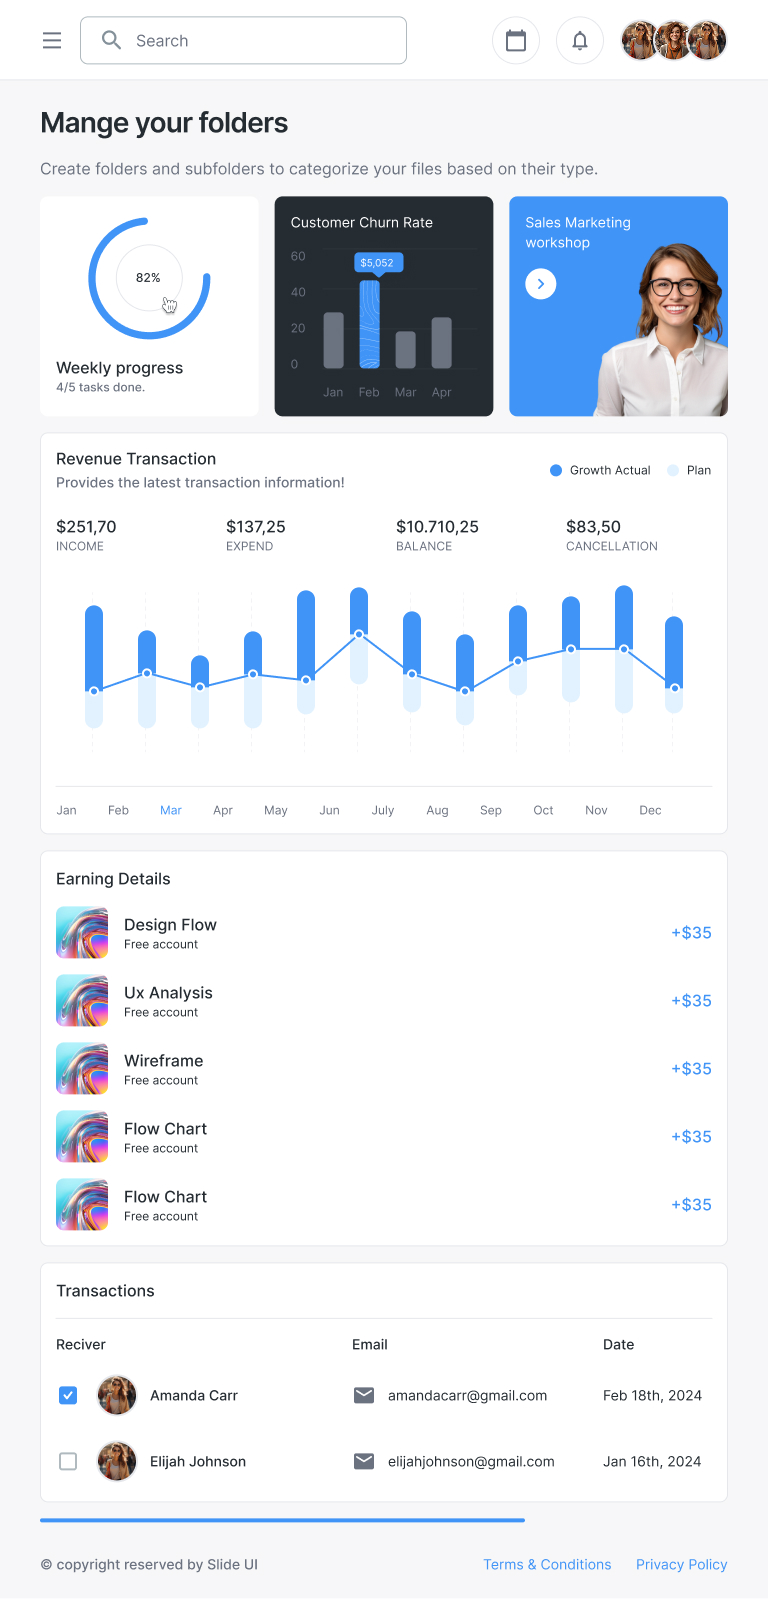 Search
Mange your folders
Create folders and subfolders to categorize your files based on their type.
82%
Weekly progress
4/5 tasks done.
Customer Churn Rate
60
40
20
0
$5,052
Jan Feb Mar Apr
Sales Marketing
workshop
Revenue Transaction
Provides the latest transaction information!
Growth Actual Plan
$251,70 $137,25 $10.710,25 $83,50
INCOME EXPEND BALANCE CANCELLATION
Jan Feb Mar Apr May Jun July Aug Sep Oct Nov Dec
Earning Details
Design Flow
Free account
+$35
Ux Analysis
Free account
+$35
Wireframe
Free account
+$35
Flow Chart
Free account
+$35
Flow Chart
Free account
+$35
Transactions
Reciver Email Date
Amanda Carr amandacarr@gmail.com Feb 18th, 2024
Elijah Johnson elijahjohnson@gmail.com Jan 16th, 2024
© copyright reserved by Slide UI
Terms & Conditions Privacy Policy